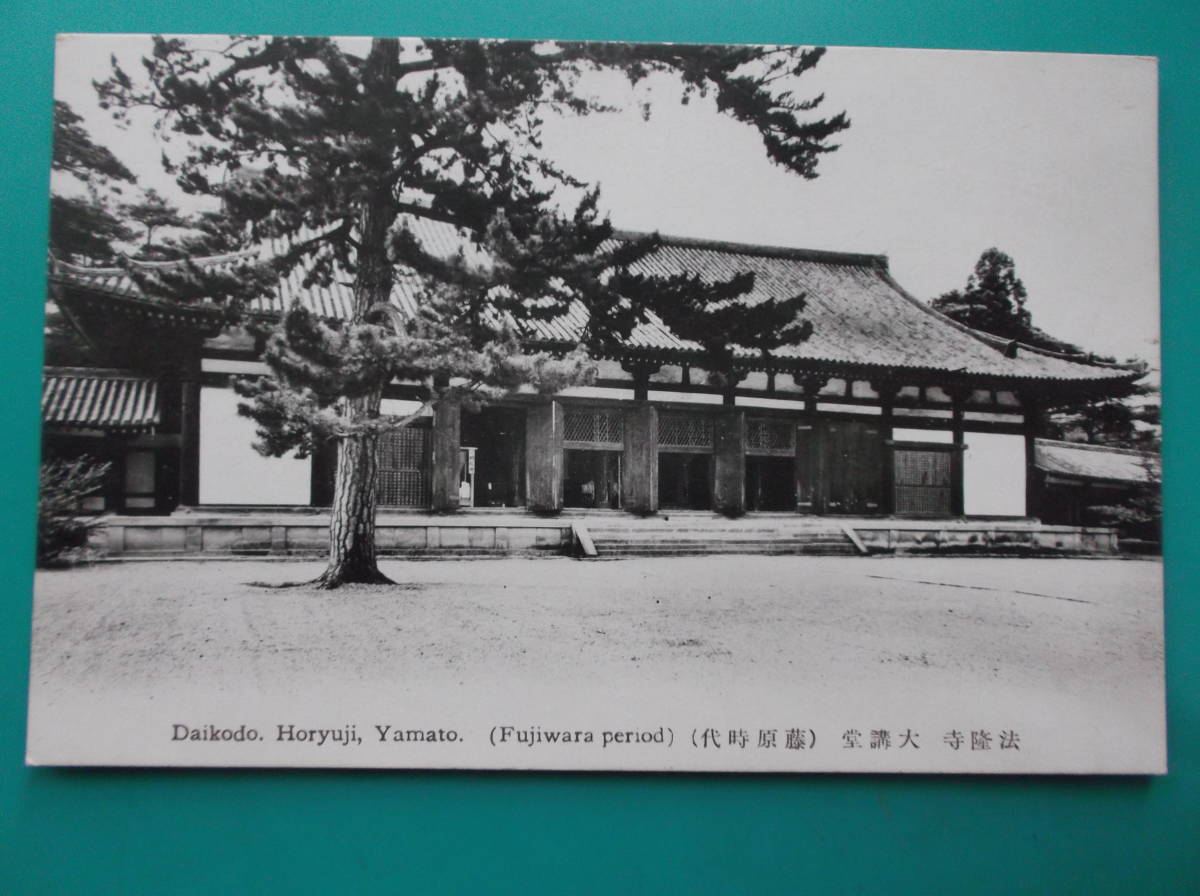 Daikodo. Horyuji, Yamato. (Fujiwara period) (代時原藤) 堂講大 寺隆法